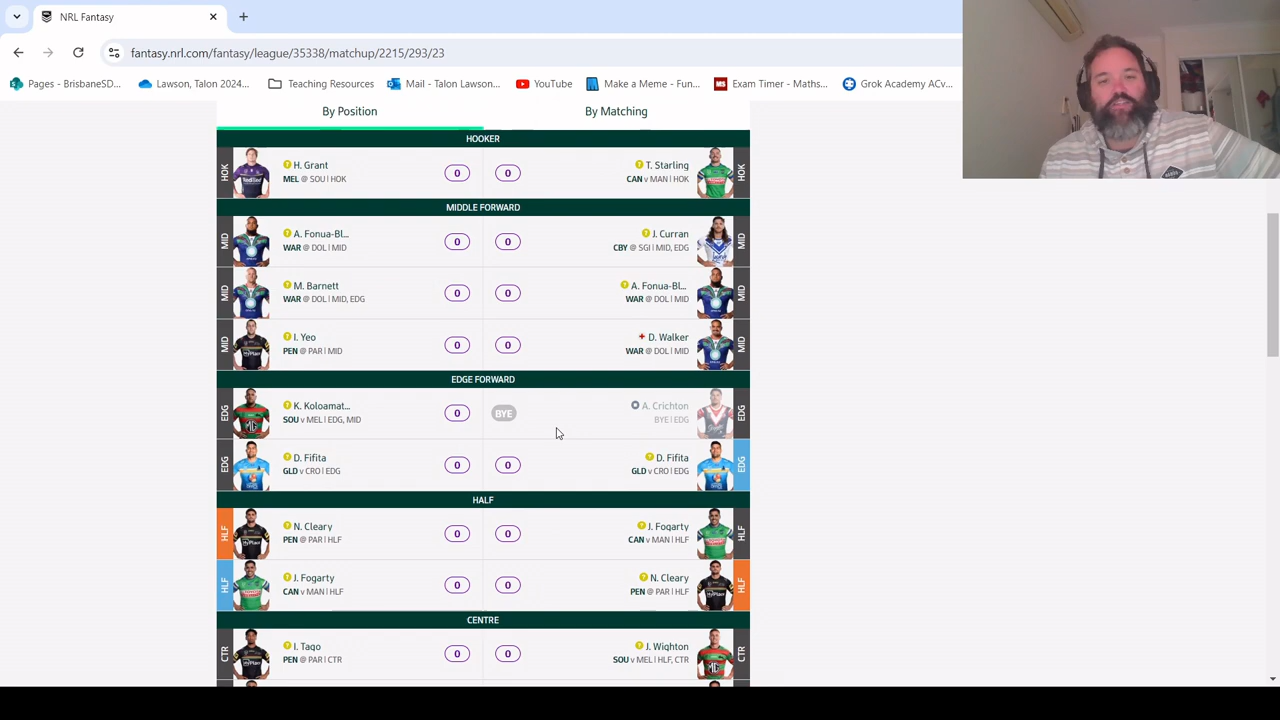 NRL Fantasy
fantasy.nrl.com/fantasy/league/35338/matchup/2215/293/23
Pages - BrisbaneSD...
Lawson, Talon 2024...
Teaching Resources
Mail - Talon Lawson...
YouTube
Make a Meme - Fun...
Exam Timer - Maths...
Grok Academy ACv...
By Position
By Matching
HOOKER
HOK
H. Grant
MEL @ SOU | HOK
0
0
T. Starling
CAN v MAN | HOK
HOK
MIDDLE FORWARD
MID
A. Fonua-Bl...
WAR @ DOL | MID
0
0
J. Curran
CBY @ SGI | MID, EDG
MID
MID
M. Barnett
WAR @ DOL | MID, EDG
0
0
A. Fonua-Bl...
WAR @ DOL | MID
MID
MID
I. Yeo
PEN @ PAR | MID
0
0
D. Walker
WAR @ DOL | MID
MID
EDGE FORWARD
EDG
K. Koloamat...
SOU v MEL | EDG, MID
0
BYE
A. Crichton
BYE | EDG
EDG
EDG
D. Fifita
GLD v CRO | EDG
0
0
D. Fifita
GLD v CRO | EDG
EDG
HALF
HLF
N. Cleary
PEN @ PAR | HLF
0
0
J. Fogarty
CAN v MAN | HLF
HLF
HLF
J. Fogarty
CAN v MAN | HLF
0
0
N. Cleary
PEN @ PAR | HLF
HLF
CENTRE
CTR
I. Tago
PEN @ PAR | CTR
0
0
J. Wighton
SOU v MEL | HLF, CTR
CTR